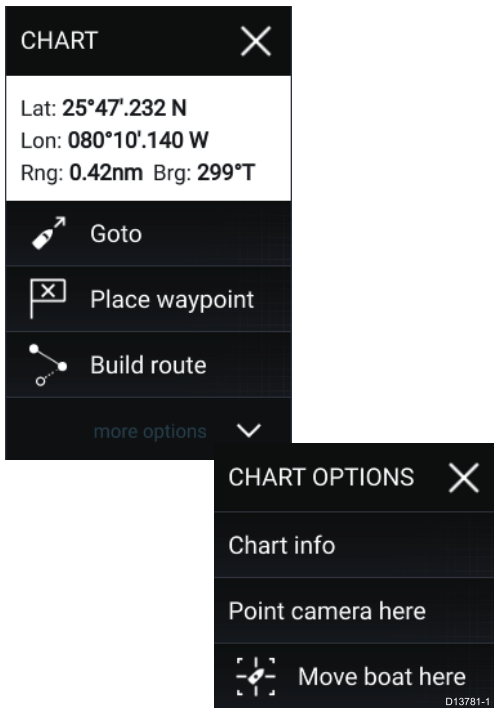 CHART
Lat: 25°47'.232 N
Lon: 080°10'.140 W
Rng: 0.42nm Brg: 299°T
Goto
Place waypoint
Build route
more options
CHART OPTIONS
Chart info
Point camera here
Move boat here
D13781-1